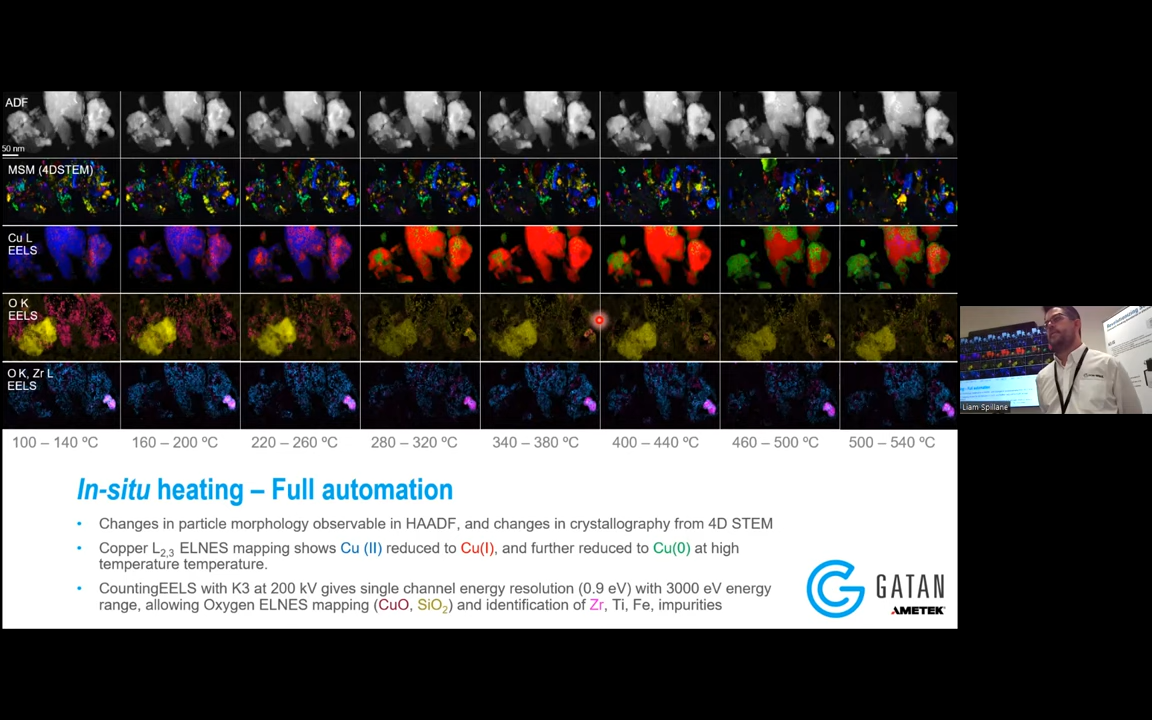 ADF
50 nm
MSM (4DSTEM)
Cu L
EELS
O K
EELS
O K, Zr L
EELS
100 – 140 ºC
160 – 200 ºC
220 – 260 ºC
280 – 320 ºC
340 – 380 ºC
400 – 440 ºC
460 – 500 ºC
500 – 540 ºC
In-situ heating – Full automation
• Changes in particle morphology observable in HAADF, and changes in crystallography from 4D STEM
• Copper L2,3 ELNES mapping shows Cu (II) reduced to Cu(I), and further reduced to Cu(0) at high
temperature temperature.
• CountingEELS with K3 at 200 kV gives single channel energy resolution (0.9 eV) with 3000 eV energy
range, allowing Oxygen ELNES mapping (CuO, SiO2) and identification of Zr, Ti, Fe, impurities
GATAN
AMETEK
Liam Spillane